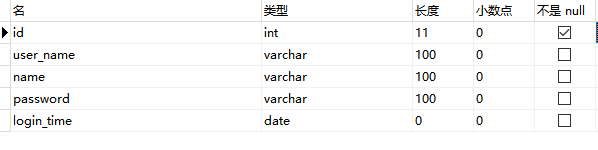 名 类型 长度 小数点 不是 null
id int 11 0
user_name varchar 100 0
name varchar 100 0
password varchar 100 0
login_time date 0 0